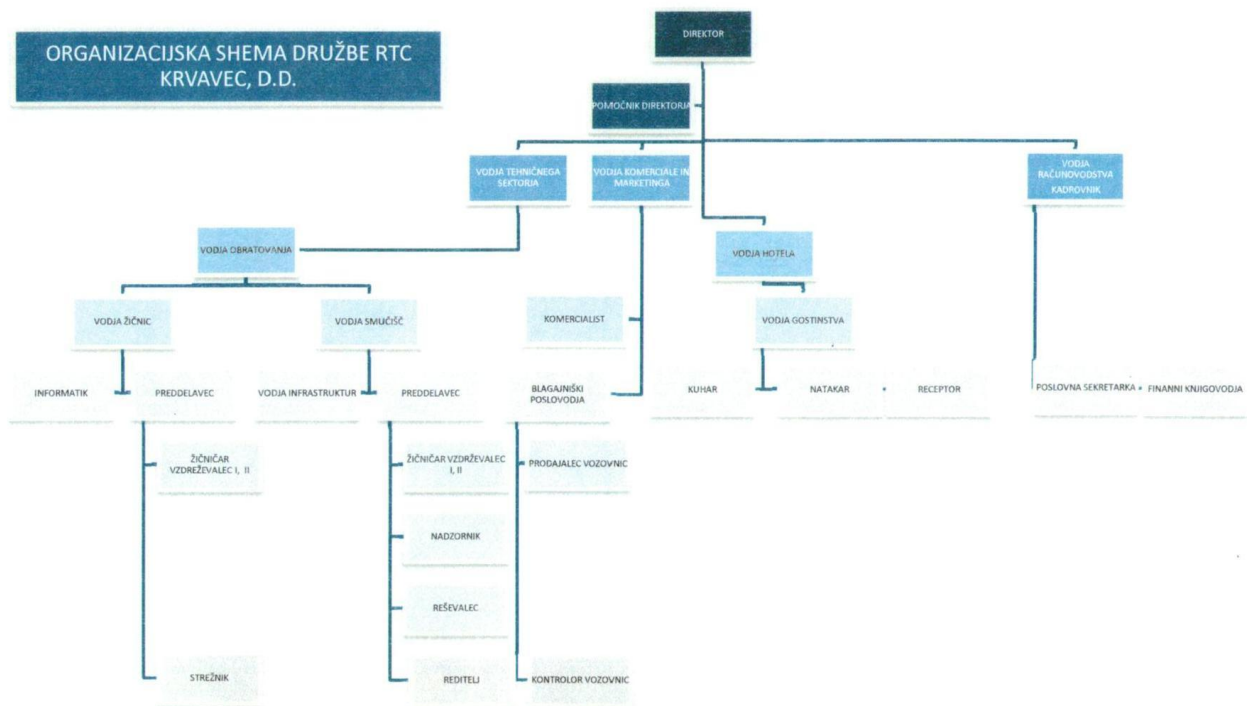 ORGANIZACIJSKA SHEMA DRUŽBE RTC
KRVAVEC, D.D.
DIREKTOR
POMOČNIK DIREKTORJA
VODJA TEHNIČNEGA
SEKTORJA
VODJA KOMERCIALE IN
MARKETINGA
VODJA
RAČUNOVODSTVA
KADROVNIK
VODJA OBRATOVANJA
VODJA HOTELA
VODJA ŽIČNIC
VODJA SMUČIŠČ
KOMERCIALIST
VODJA GOSTINSTVA
INFORMATIK
PREDDELAVEC
VODJA INFRASTRUKTUR
PREDDELAVEC
BLAGAJNIŠKI
POSLOVODJA
KUHAR
NATAKAR
RECEPTOR
POSLOVNA SEKRETARKA
FINANNI KNJIGOVODJA
ŽIČNIČAR
VZDREŽEVALEC I, II
ŽIČNIČAR VZDRŽEVALEC
I, II
PRODAJALEC VOZOVNIC
NADZORNIK
REŠEVALEC
STREŽNIK
REDITELJ
KONTROLOR VOZOVNIC